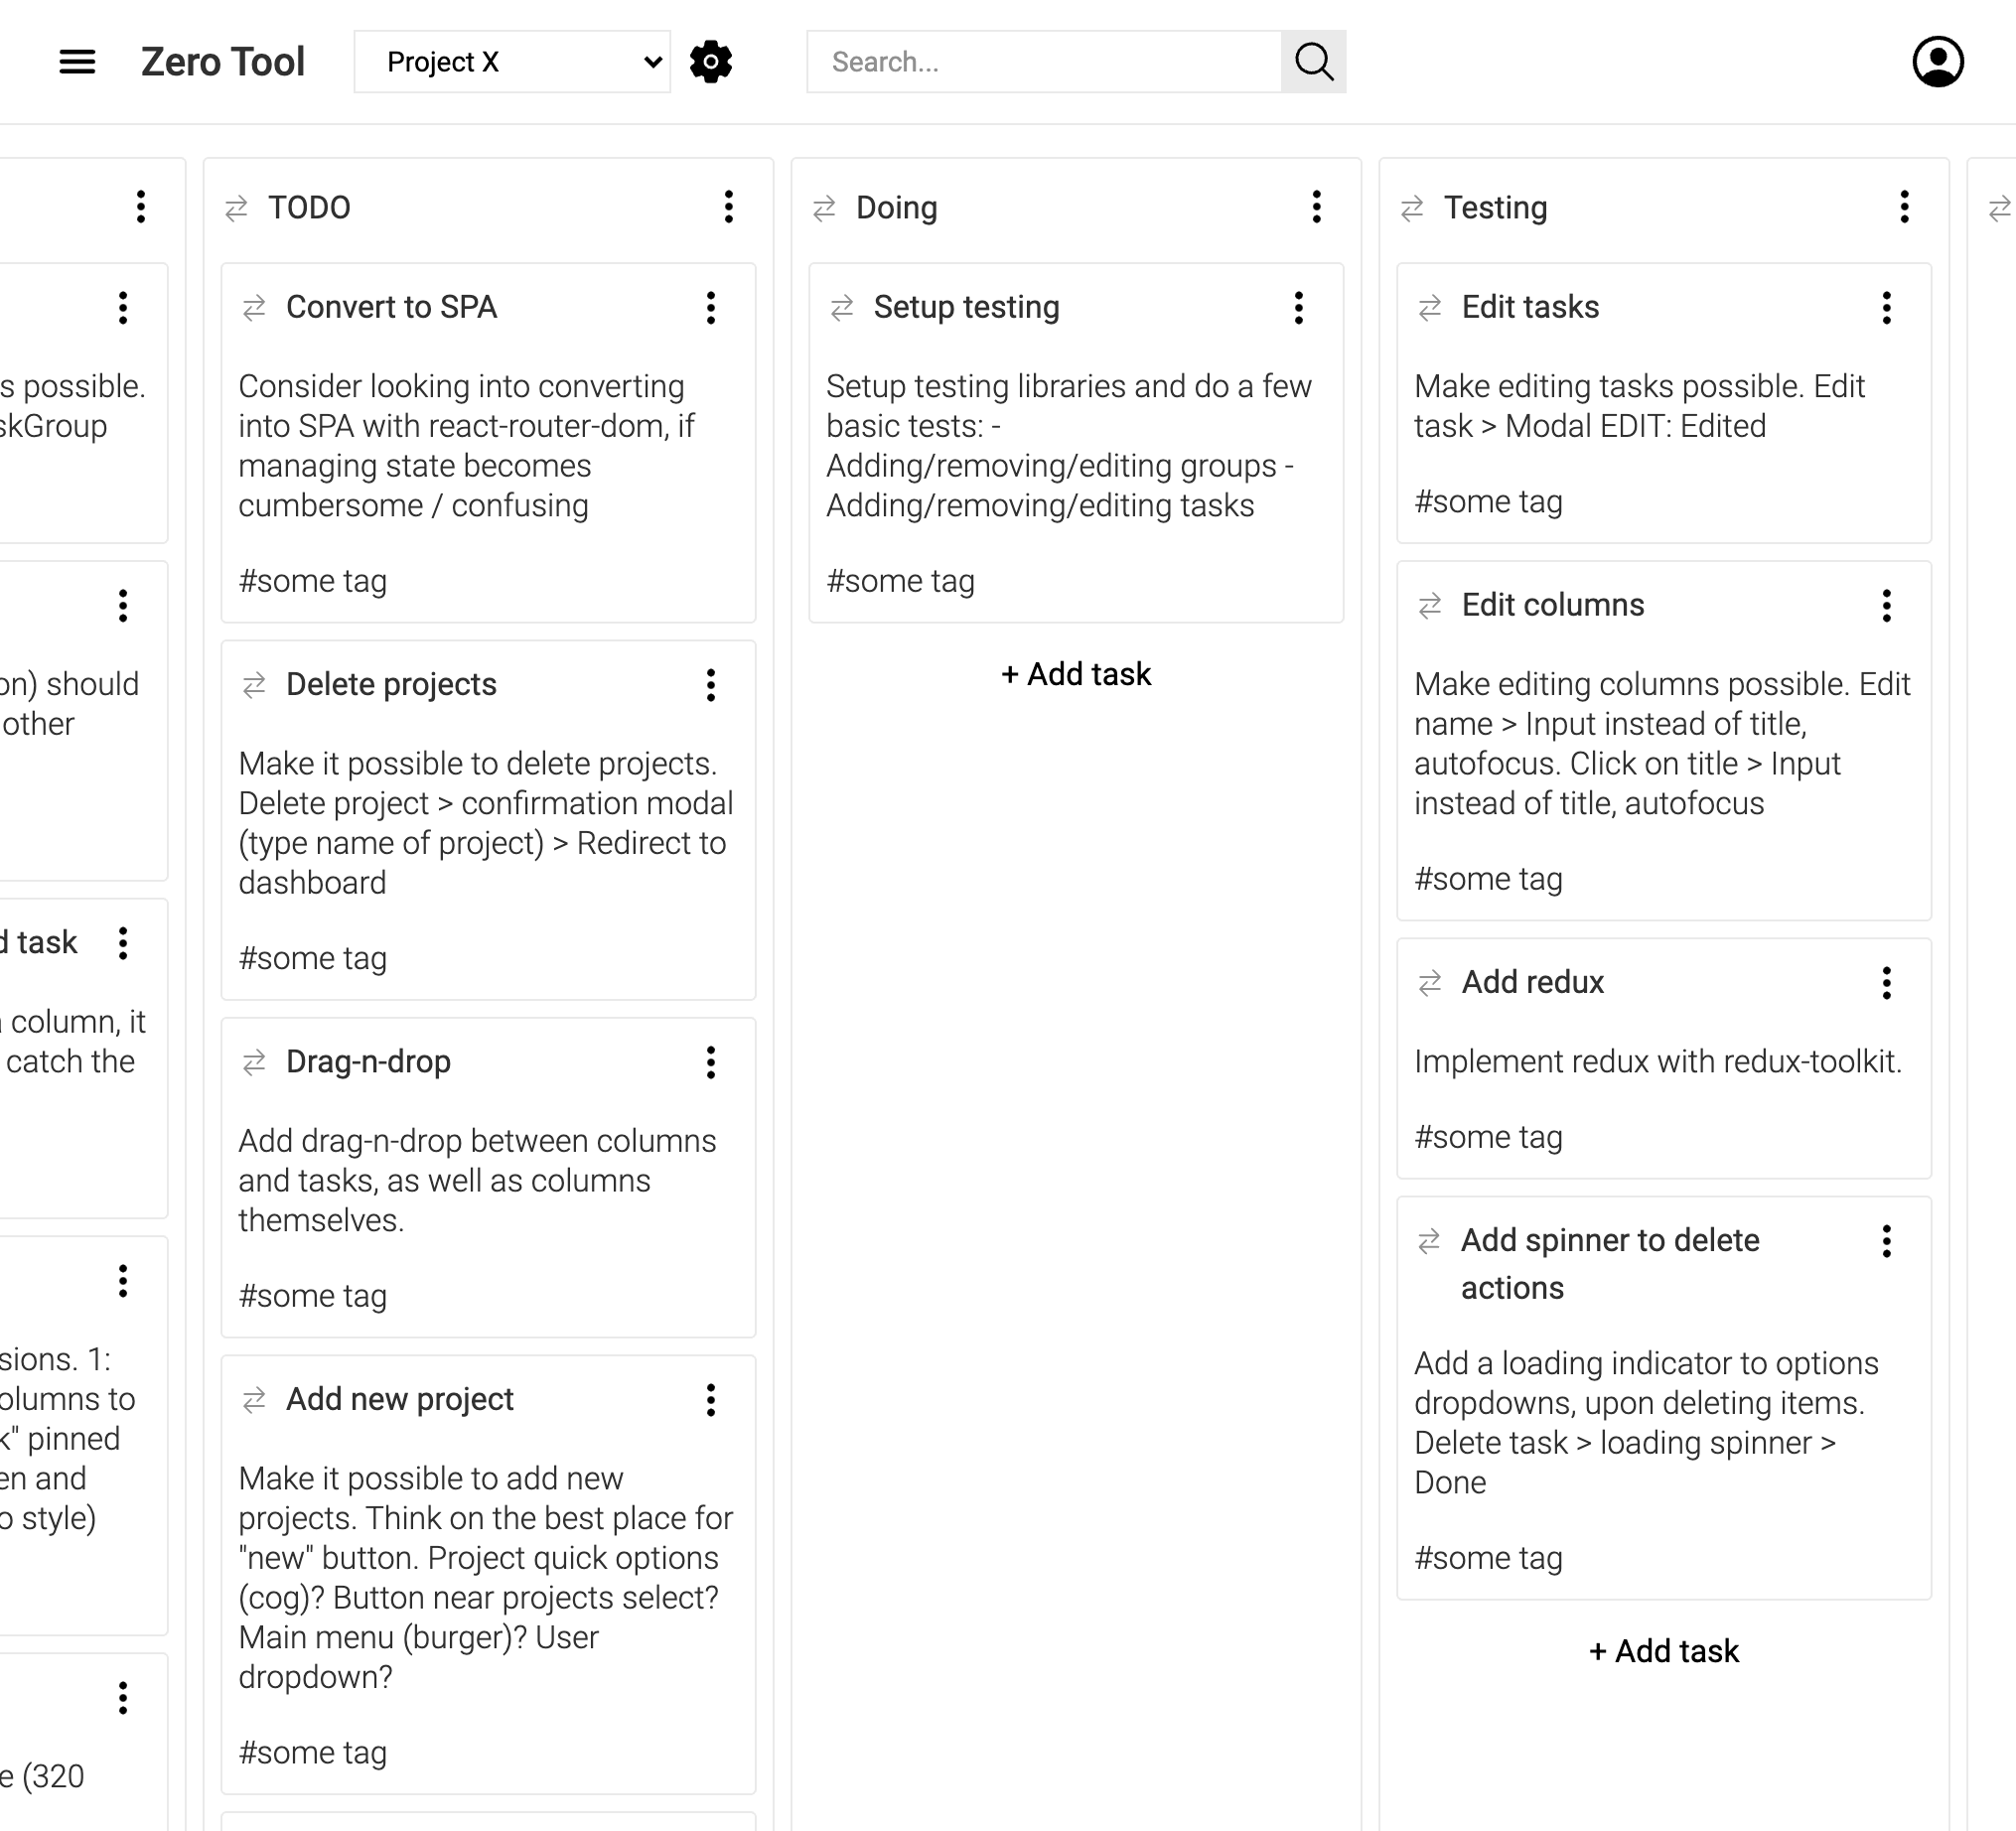 Zero Tool
Project X
Search...
s possible.
skGroup
on) should
other
d task
column, it
catch the
sions. 1:
olumns to
k" pinned
en and
o style)
e (320
TODO
Convert to SPA
Consider looking into converting
into SPA with react-router-dom, if
managing state becomes
cumbersome / confusing
#some tag
Delete projects
Make it possible to delete projects.
Delete project > confirmation modal
(type name of project) > Redirect to
dashboard
#some tag
Drag-n-drop
Add drag-n-drop between columns
and tasks, as well as columns
themselves.
#some tag
Add new project
Make it possible to add new
projects. Think on the best place for
"new" button. Project quick options
(cog)? Button near projects select?
Main menu (burger)? User
dropdown?
#some tag
Doing
Setup testing
Setup testing libraries and do a few
basic tests: -
Adding/removing/editing groups -
Adding/removing/editing tasks
#some tag
+ Add task
Testing
Edit tasks
Make editing tasks possible. Edit
task > Modal EDIT: Edited
#some tag
Edit columns
Make editing columns possible. Edit
name > Input instead of title,
autofocus. Click on title > Input
instead of title, autofocus
#some tag
Add redux
Implement redux with redux-toolkit.
#some tag
Add spinner to delete
actions
Add a loading indicator to options
dropdowns, upon deleting items.
Delete task > loading spinner >
Done
#some tag
+ Add task